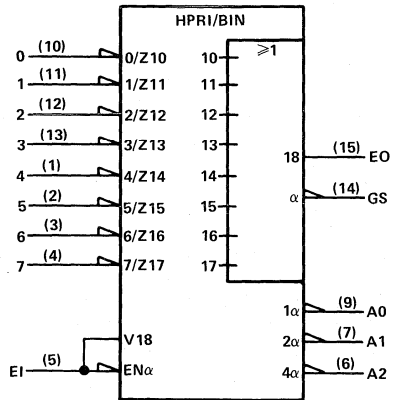 HPRI/BIN
≥1
0 (10) 0/Z10 10
1 (11) 1/Z11 11
2 (12) 2/Z12 12
3 (13) 3/Z13 13
18 (15) EO
4 (1) 4/Z14 14
α (14) GS
5 (2) 5/Z15 15
6 (3) 6/Z16 16
7 (4) 7/Z17 17
1α (9) A0
V18 2α (7) A1
EI (5) ENα 4α (6) A2